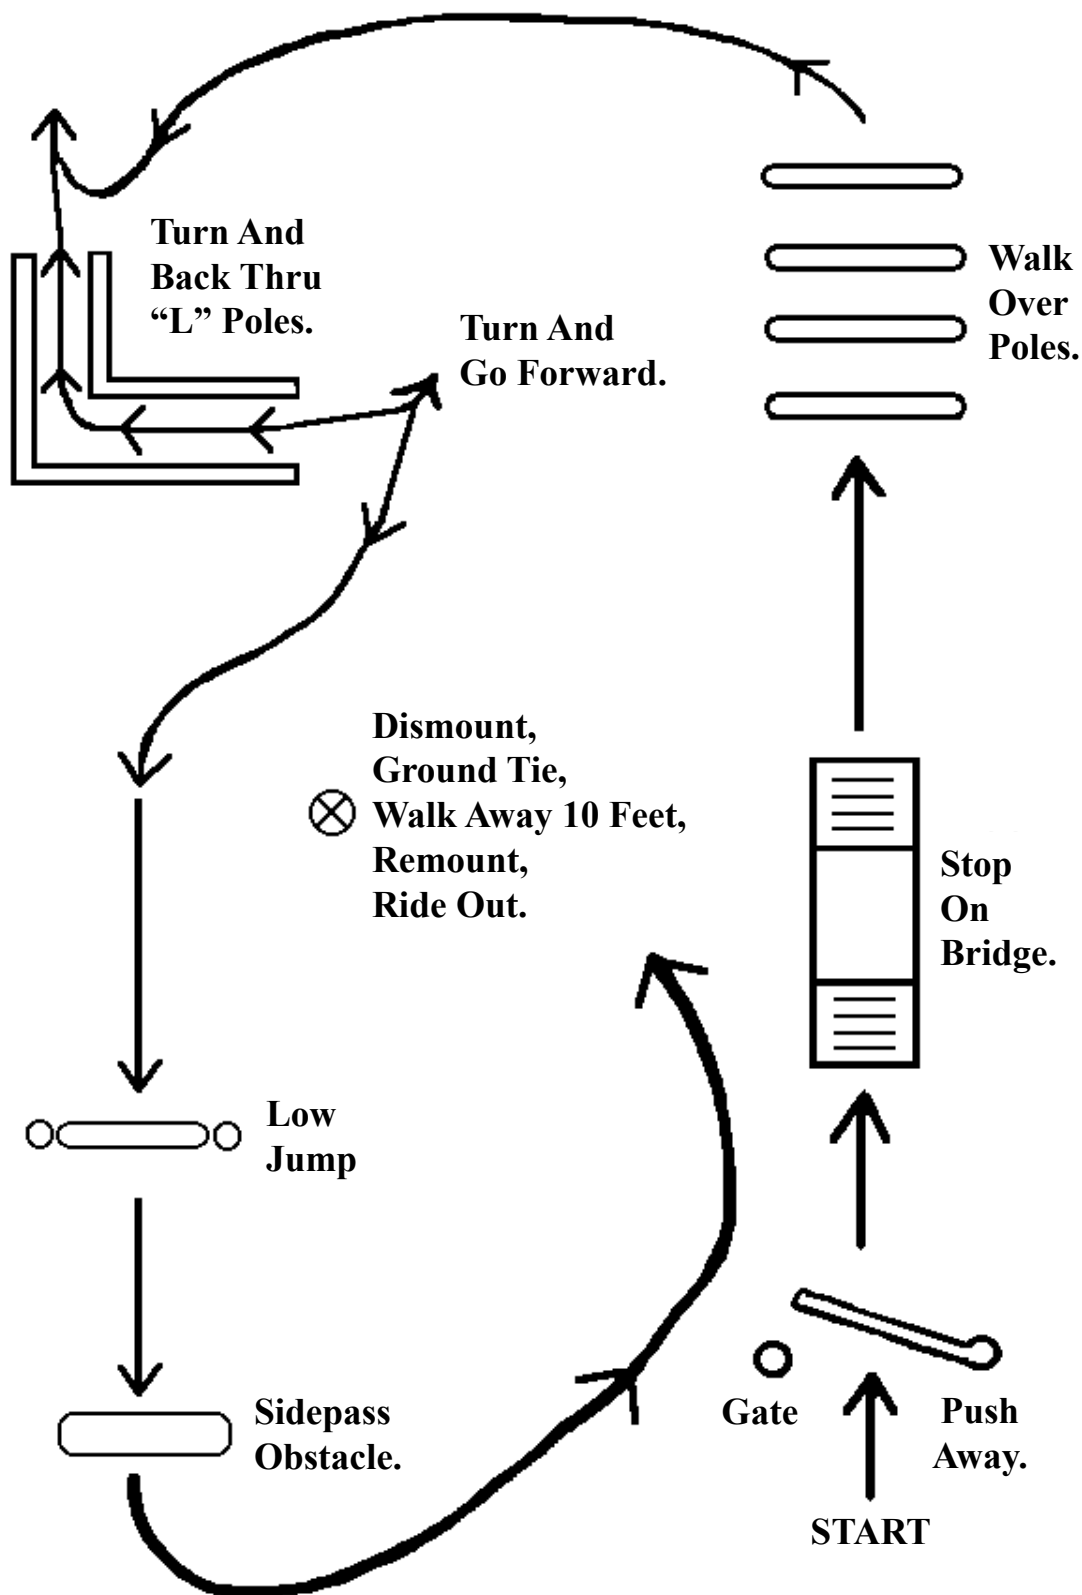 Turn And
Back Thru
“L” Poles.
Turn And
Go Forward.
Walk
Over
Poles.
Dismount,
Ground Tie,
Walk Away 10 Feet,
Remount,
Ride Out.
Stop
On
Bridge.
Low
Jump
Sidepass
Obstacle.
Gate
Push
Away.
START